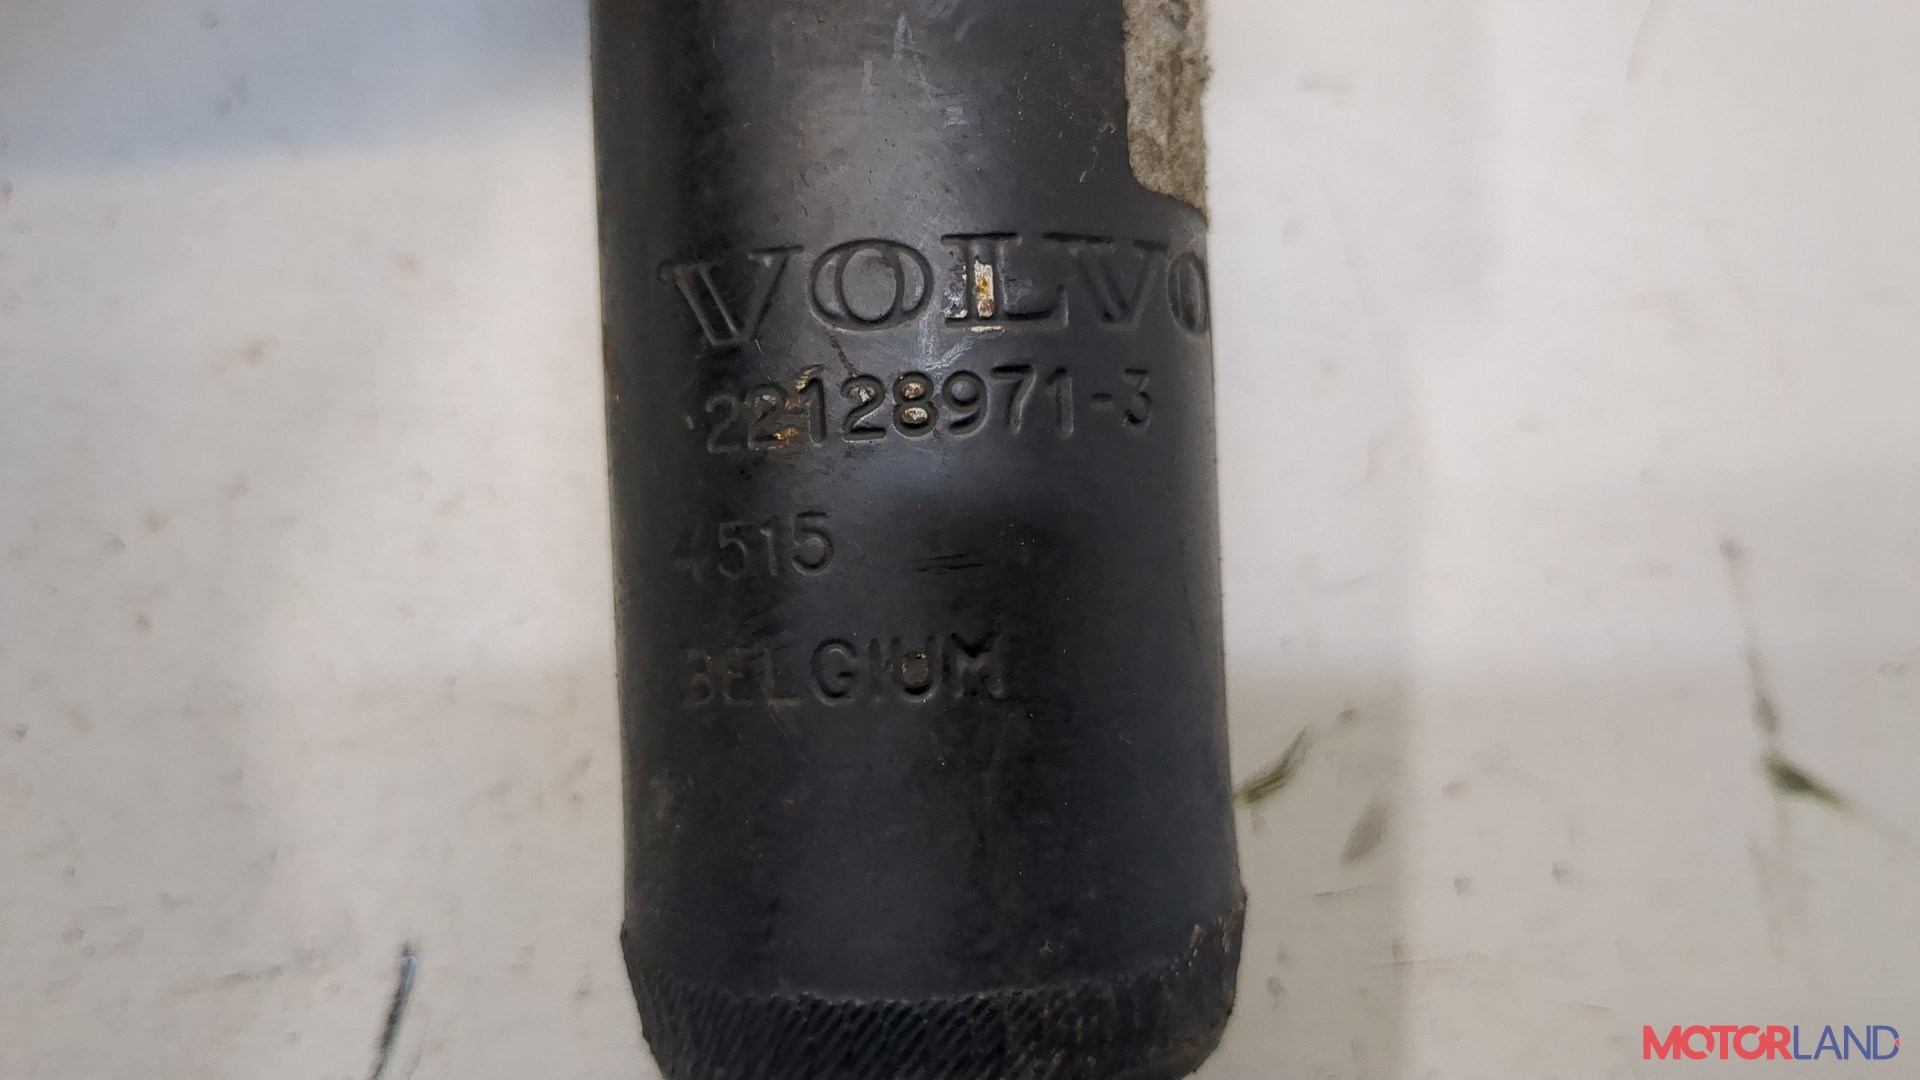 VOLVO
22128971-3
4515
BELGIUM
MOTORLAND